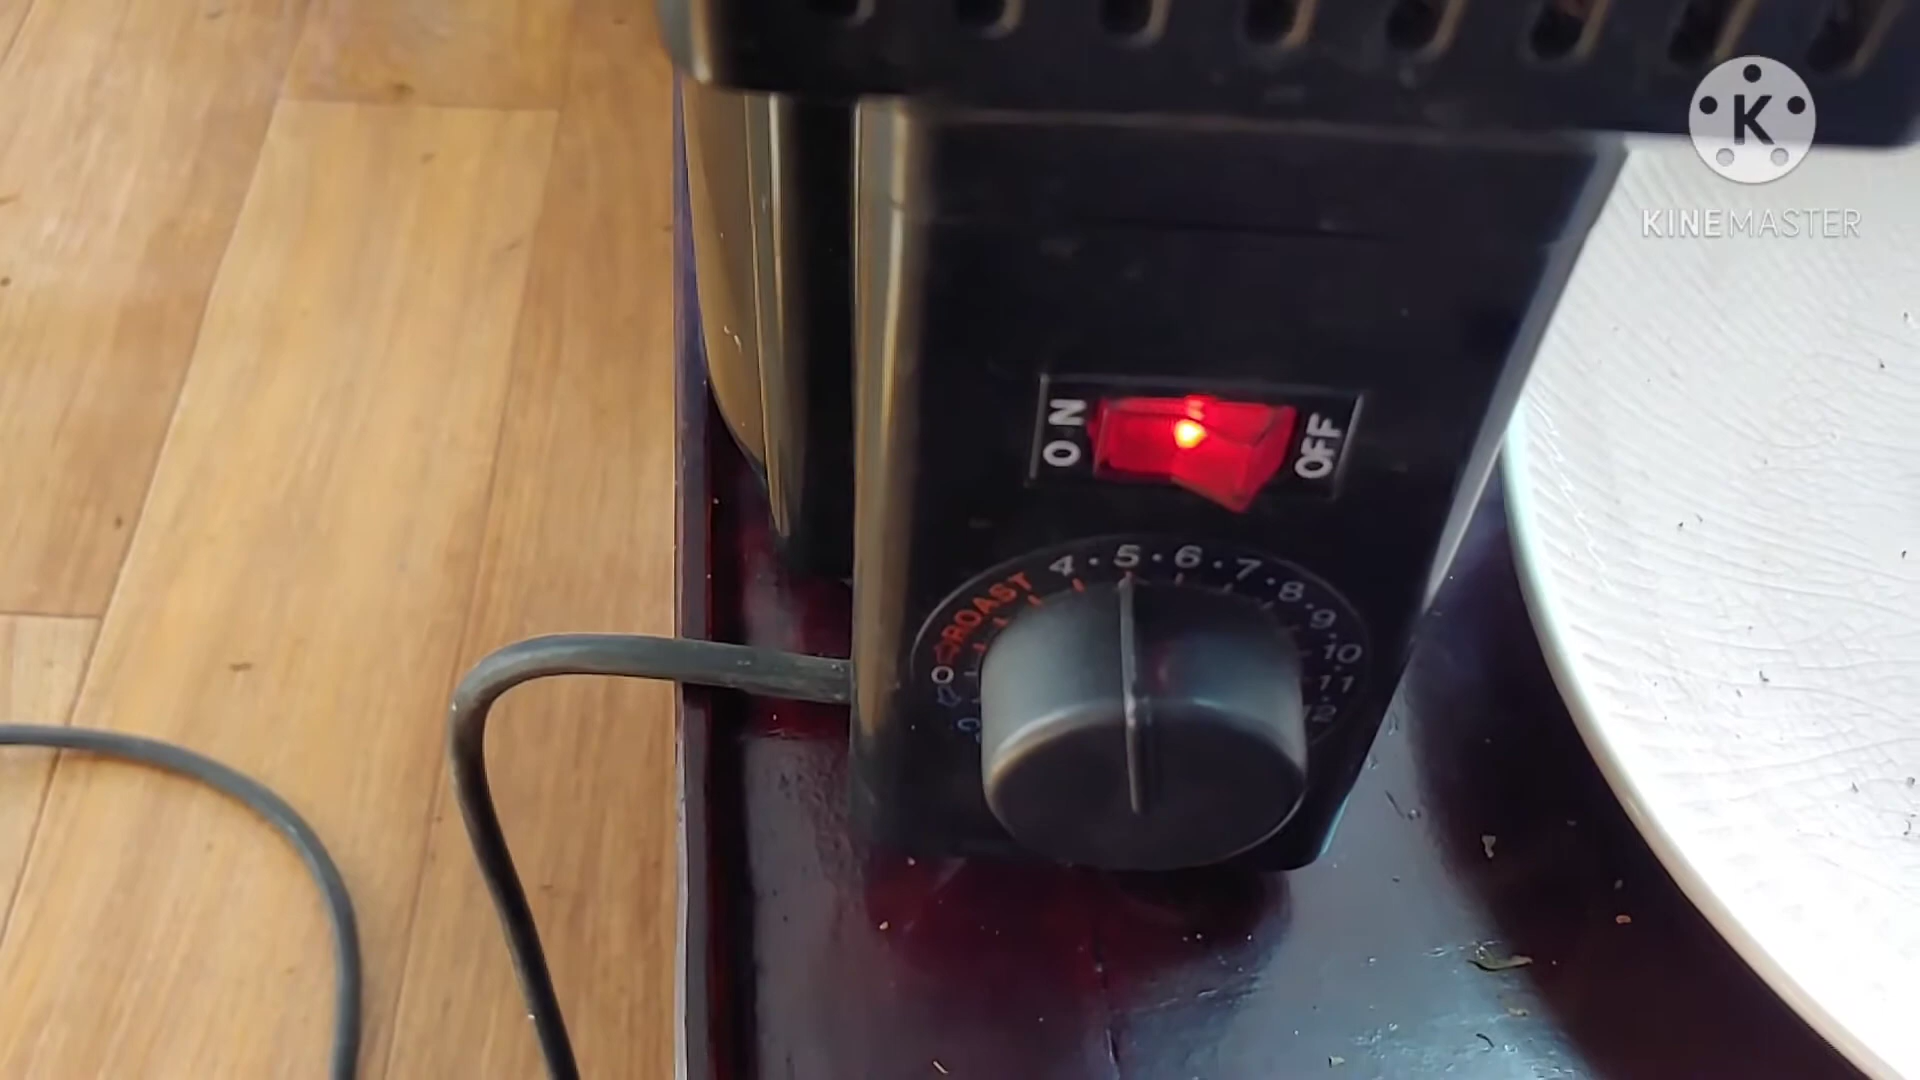 K
KINEMASTER
ON
OFF
ROAST
4 · 5 · 6 · 7 · 8 · 9 · 10 · 11 · 12
0